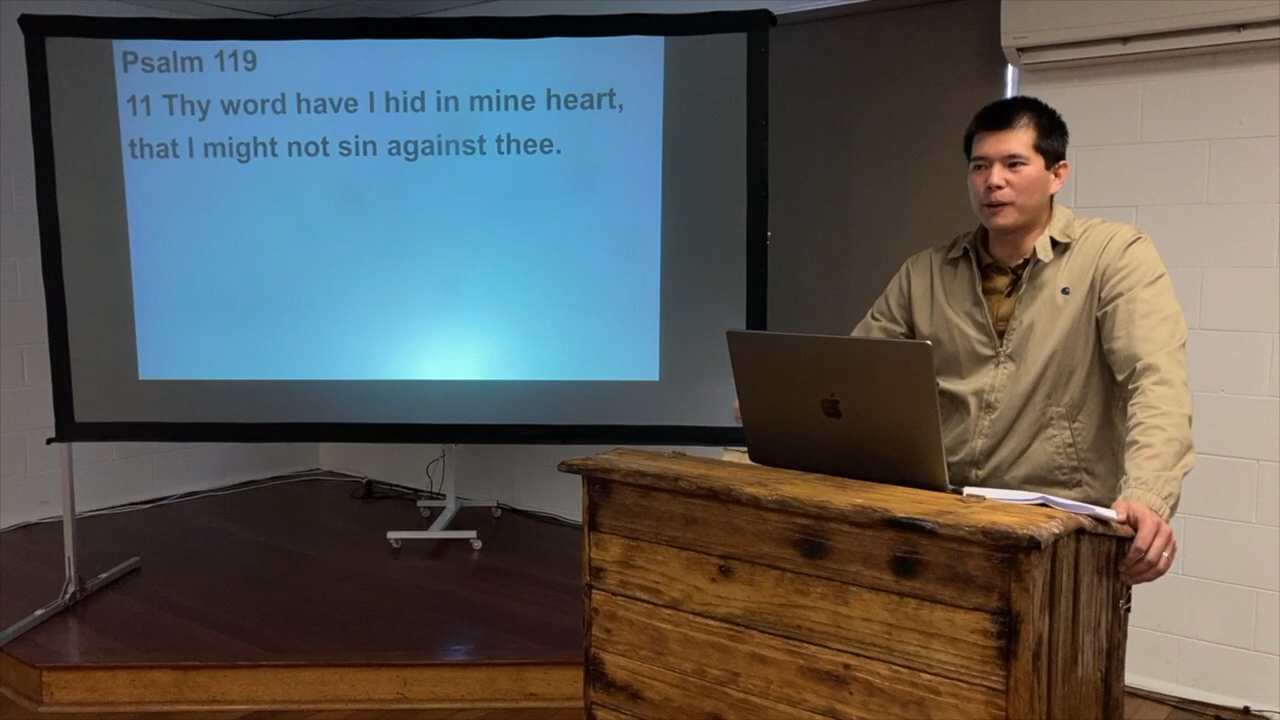 Psalm 119
11 Thy word have I hid in mine heart,
that I might not sin against thee.